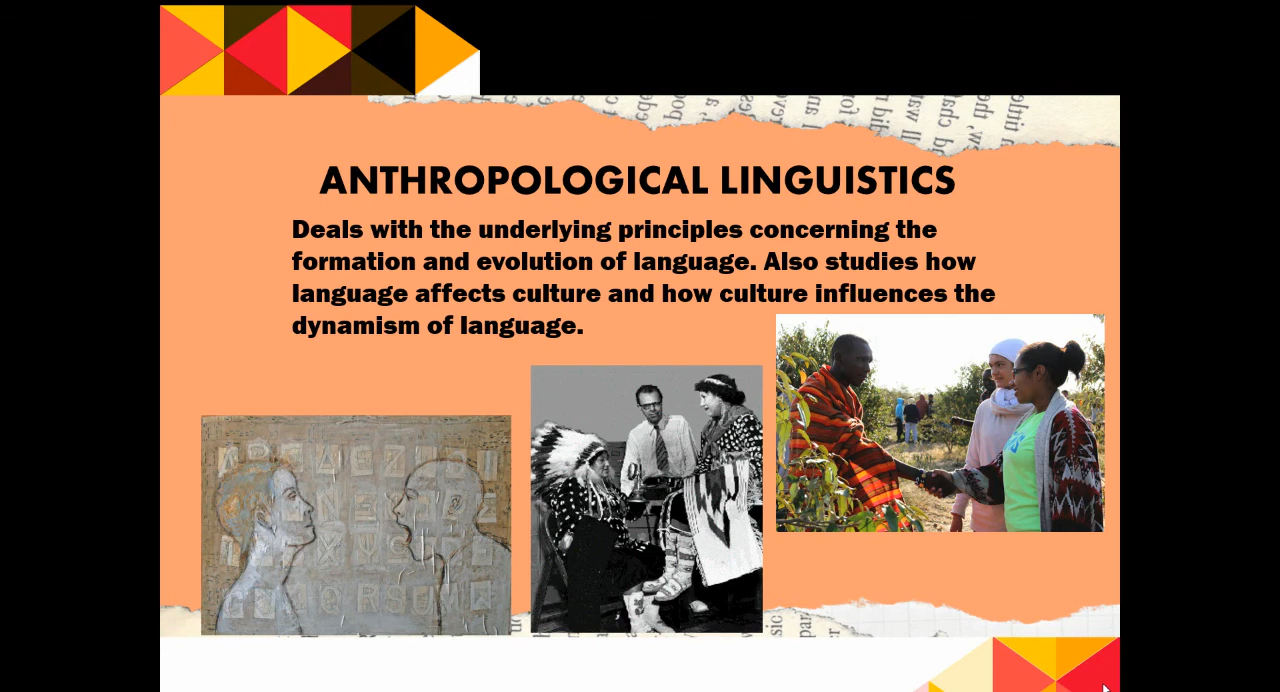 ANTHROPOLOGICAL LINGUISTICS
Deals with the underlying principles concerning the
formation and evolution of language. Also studies how
language affects culture and how culture influences the
dynamism of language.